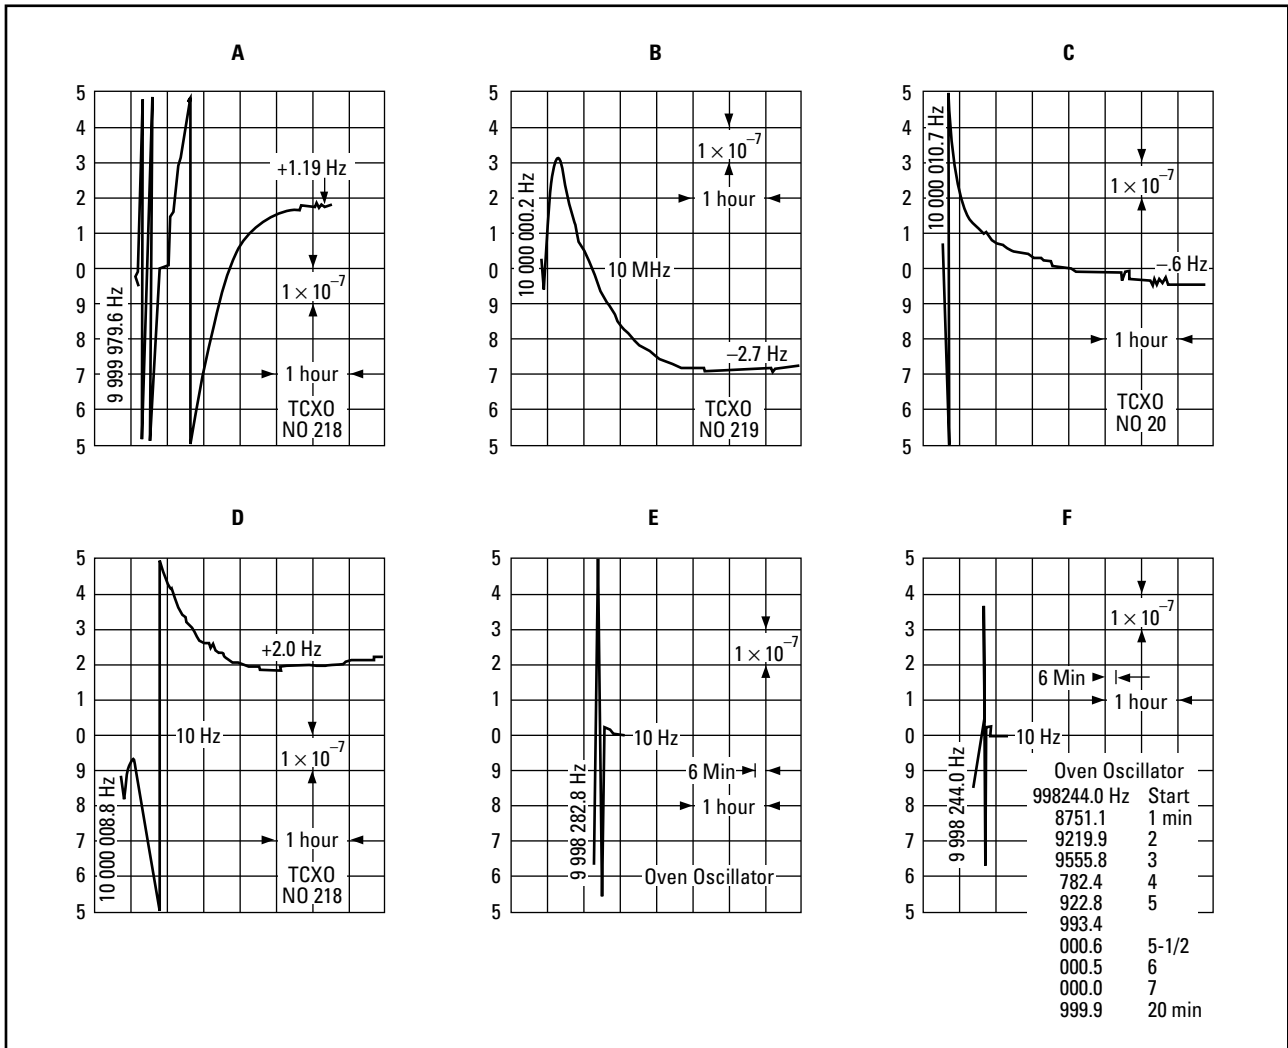 A
5
4
3
2
1
0
9
8
7
6
5
9 999 979.6 Hz
+1.19 Hz
1 × 10⁻⁷
1 hour
TCXO
NO 218
B
5
4
3
2
1
0
9
8
7
6
5
10 000 000.2 Hz
1 × 10⁻⁷
1 hour
10 MHz
–2.7 Hz
TCXO
NO 219
C
5
4
3
2
1
0
9
8
7
6
5
10 000 010.7 Hz
1 × 10⁻⁷
–.6 Hz
1 hour
TCXO
NO 20
D
5
4
3
2
1
0
9
8
7
6
5
10 000 008.8 Hz
+2.0 Hz
10 Hz
1 × 10⁻⁷
1 hour
TCXO
NO 218
E
5
4
3
2
1
0
9
8
7
6
5
9 998 282.8 Hz
1 × 10⁻⁷
10 Hz
6 Min
1 hour
Oven Oscillator
F
5
4
3
2
1
0
9
8
7
6
5
9 998 244.0 Hz
1 × 10⁻⁷
6 Min
1 hour
10 Hz
Oven Oscillator
998244.0 Hz Start
8751.1 1 min
9219.9 2
9555.8 3
782.4 4
922.8 5
993.4
000.6 5-1/2
000.5 6
000.0 7
999.9 20 min